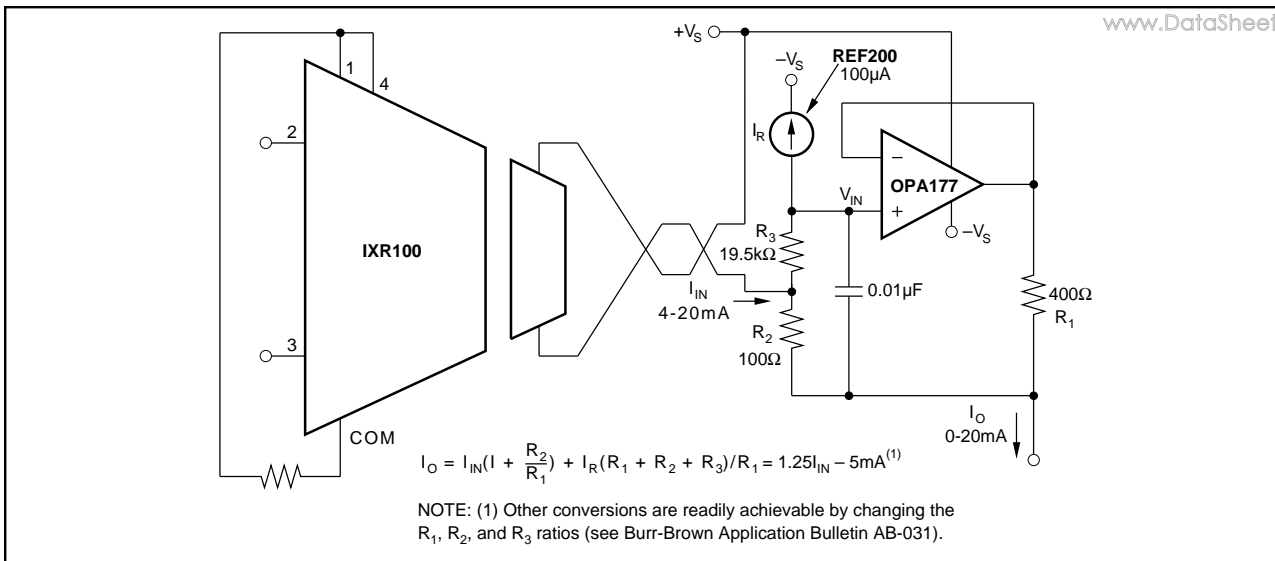 www.DataSheet
+VS
–VS
REF200
100µA
1
4
2
IR
–
OPA177
+
VIN
–VS
R3
19.5kΩ
IXR100
IIN
4-20mA
0.01µF
400Ω
R1
R2
100Ω
3
IO
0-20mA
COM
IO = IIN(I + R2/R1) + IR(R1 + R2 + R3)/R1 = 1.25IIN – 5mA(1)
NOTE: (1) Other conversions are readily achievable by changing the
R1, R2, and R3 ratios (see Burr-Brown Application Bulletin AB-031).